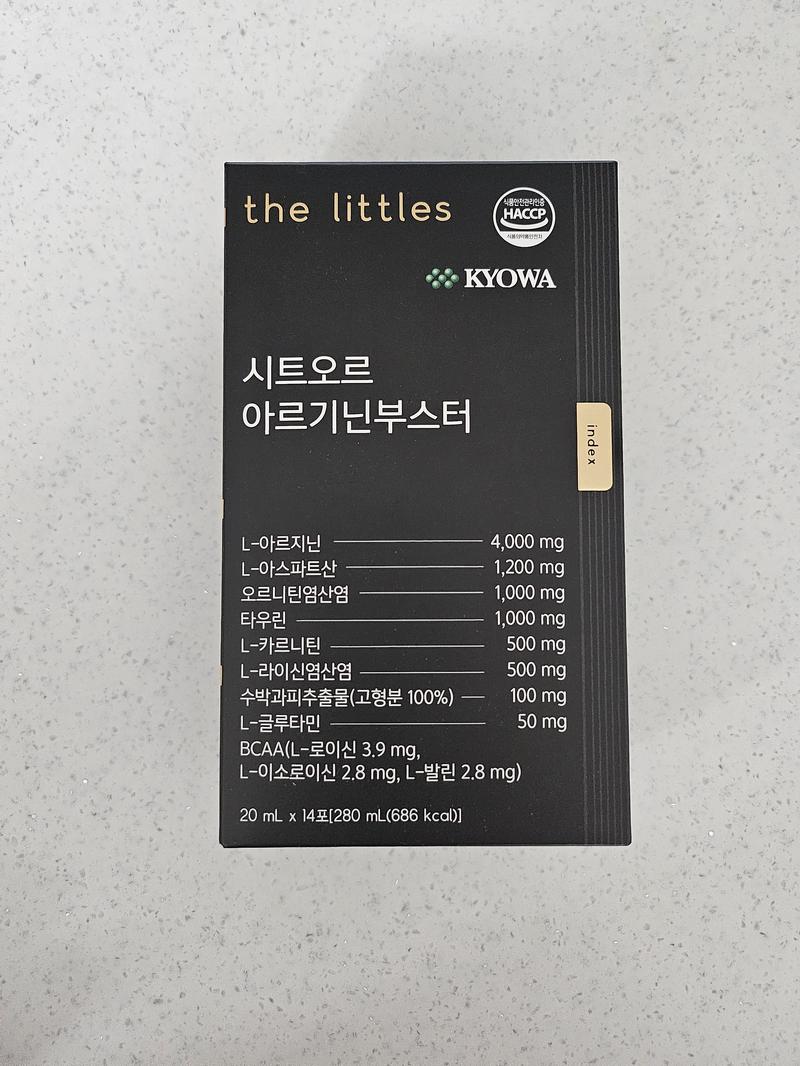 the littles
식품안전관리인증
HACCP
식품의약품안전처
KYOWA
시트오르
아르기닌부스터
index
L-아르지닌 4,000 mg
L-아스파트산 1,200 mg
오르니틴염산염 1,000 mg
타우린 1,000 mg
L-카르니틴 500 mg
L-라이신염산염 500 mg
수박과피추출물(고형분 100%) 100 mg
L-글루타민 50 mg
BCAA(L-로이신 3.9 mg,
L-이소로이신 2.8 mg, L-발린 2.8 mg)
20 mL x 14포[280 mL(686 kcal)]